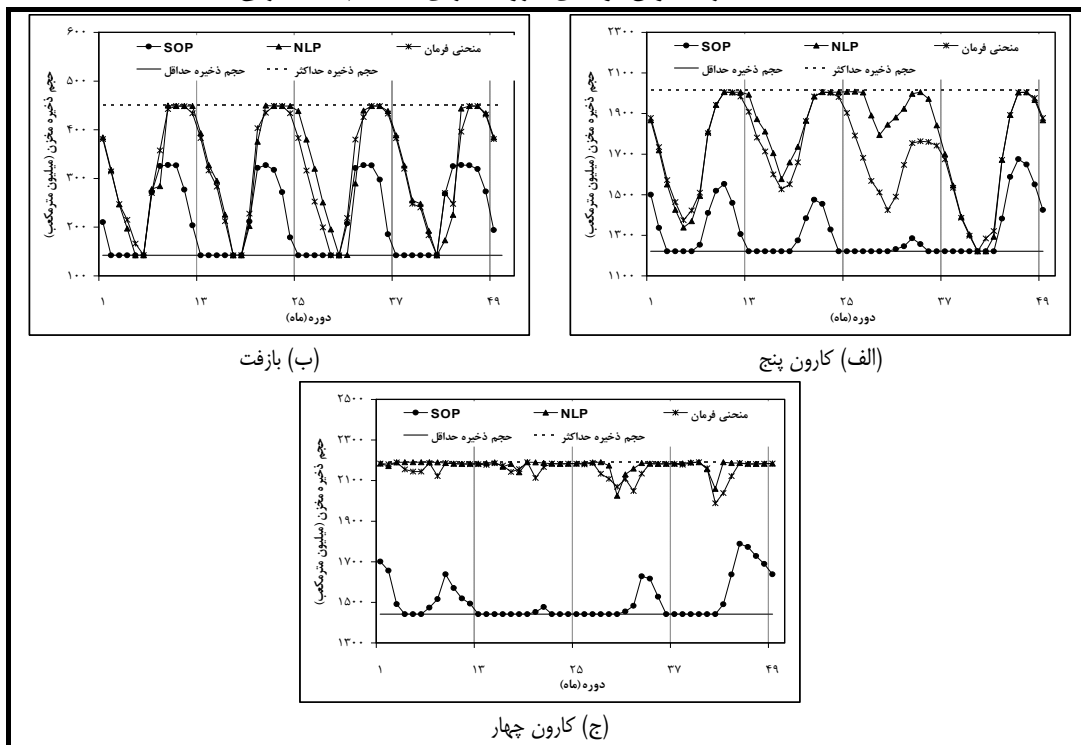 SOP NLP منحنی فرمان
حجم ذخیره حداقل حجم ذخیره حداکثر
حجم ذخیره مخزن (میلیون مترمکعب)
۲۳۰۰
۲۱۰۰
۱۹۰۰
۱۷۰۰
۱۵۰۰
۱۳۰۰
۱۱۰۰
۱ ۱۳ ۲۵ ۳۷ ۴۹
دوره(ماه)
(الف) کارون پنج
SOP NLP منحنی فرمان
حجم ذخیره حداقل حجم ذخیره حداکثر
حجم ذخیره مخزن (میلیون مترمکعب)
۶۰۰
۵۰۰
۴۰۰
۳۰۰
۲۰۰
۱۰۰
۱ ۱۳ ۲۵ ۳۷ ۴۹
دوره(ماه)
(ب) بازفت
SOP NLP منحنی فرمان
حجم ذخیره حداقل حجم ذخیره حداکثر
حجم ذخیره مخزن (میلیون مترمکعب)
۲۵۰۰
۲۳۰۰
۲۱۰۰
۱۹۰۰
۱۷۰۰
۱۵۰۰
۱۳۰۰
۱ ۱۳ ۲۵ ۳۷ ۴۹
دوره(ماه)
(ج) کارون چهار